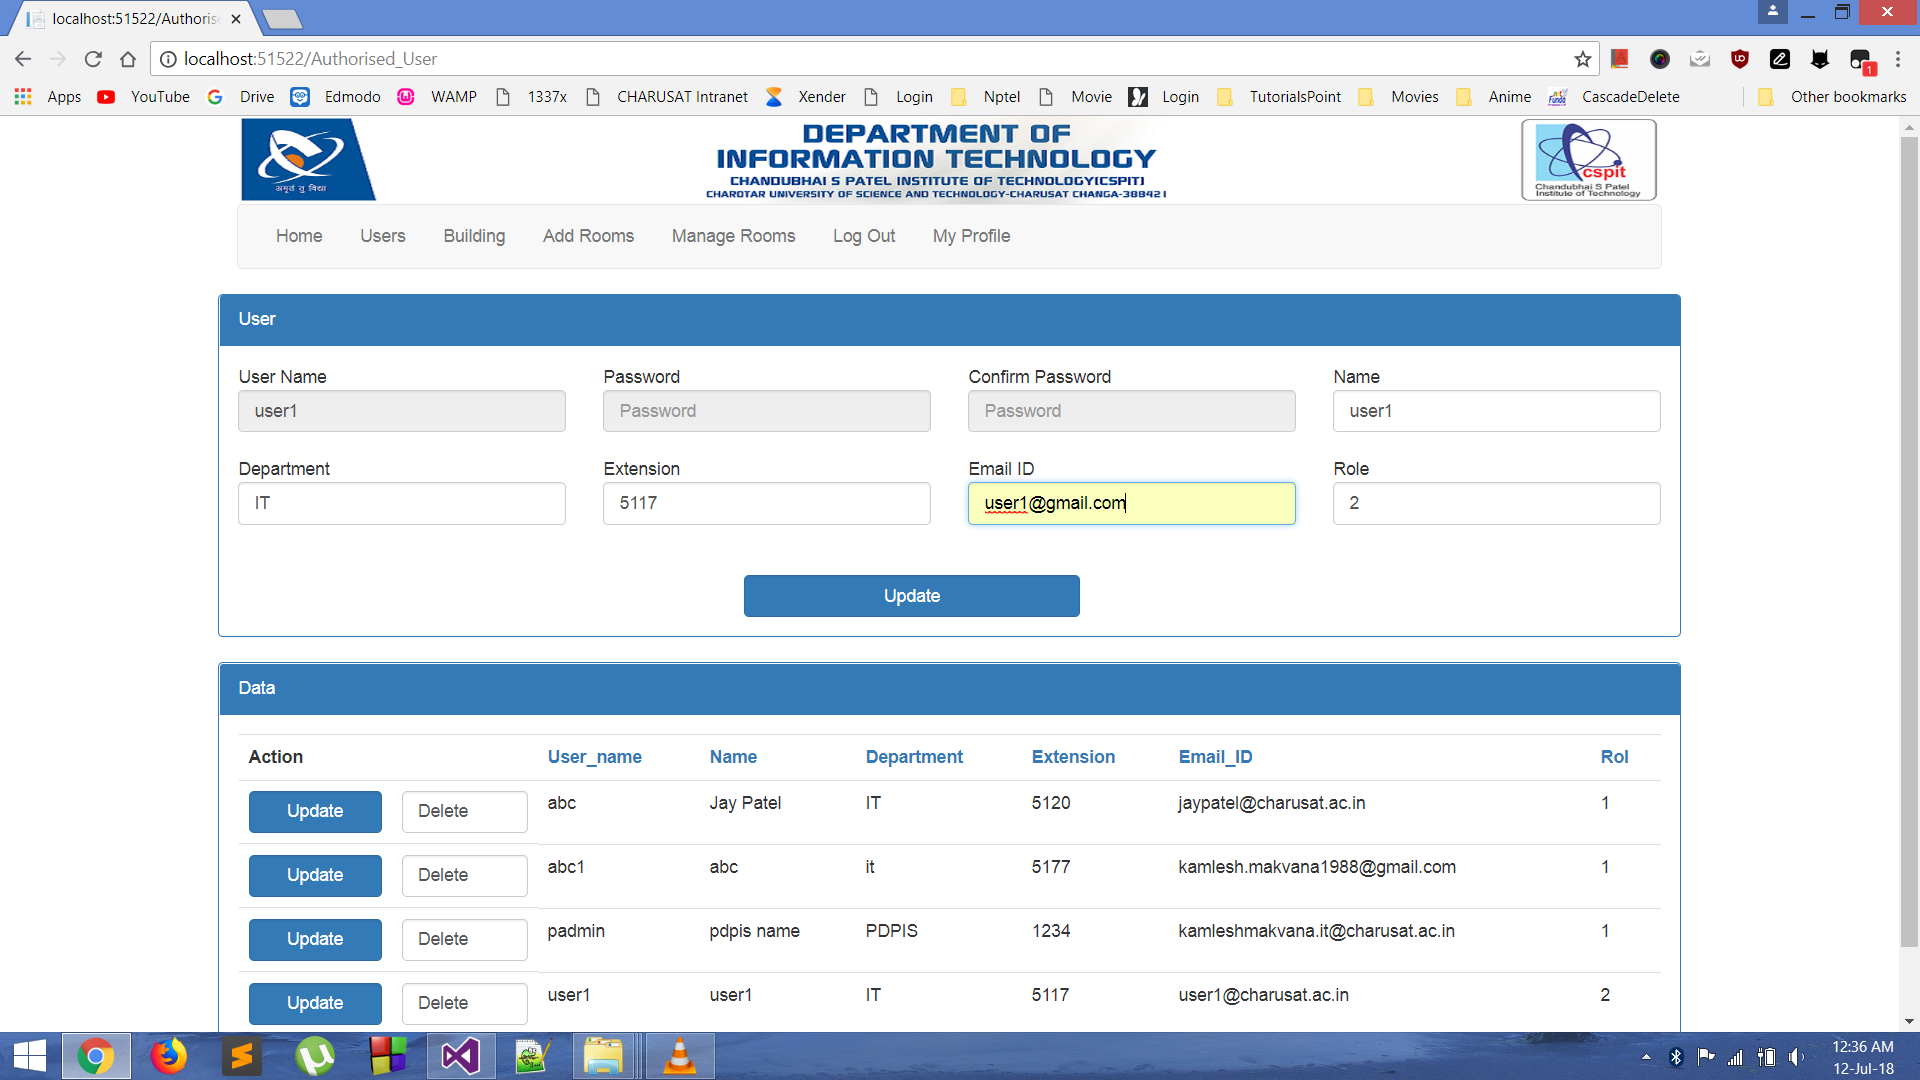 localhost:51522/Authoris
localhost:51522/Authorised_User
1
Apps YouTube Drive Edmodo WAMP 1337x CHARUSAT Intranet Xender Login Nptel Movie Login TutorialsPoint Movies Anime CascadeDelete Other bookmarks
अमृतं तु विद्या
DEPARTMENT OF
INFORMATION TECHNOLOGY
CHANDUBHAI S PATEL INSTITUTE OF TECHNOLOGY(CSPIT)
CHAROTAR UNIVERSITY OF SCIENCE AND TECHNOLOGY-CHARUSAT CHANGA-388421
cspit
Chandubhai S Patel
Institute of Technology
Home Users Building Add Rooms Manage Rooms Log Out My Profile
User
User Name Password Confirm Password Name
user1 Password Password user1
Department Extension Email ID Role
IT 5117 user1@gmail.com 2
Update
Data
Action User_name Name Department Extension Email_ID Rol
Update Delete abc Jay Patel IT 5120 jaypatel@charusat.ac.in 1
Update Delete abc1 abc it 5177 kamlesh.makvana1988@gmail.com 1
Update Delete padmin pdpis name PDPIS 1234 kamleshmakvana.it@charusat.ac.in 1
Update Delete user1 user1 IT 5117 user1@charusat.ac.in 2
12:36 AM
12-Jul-18